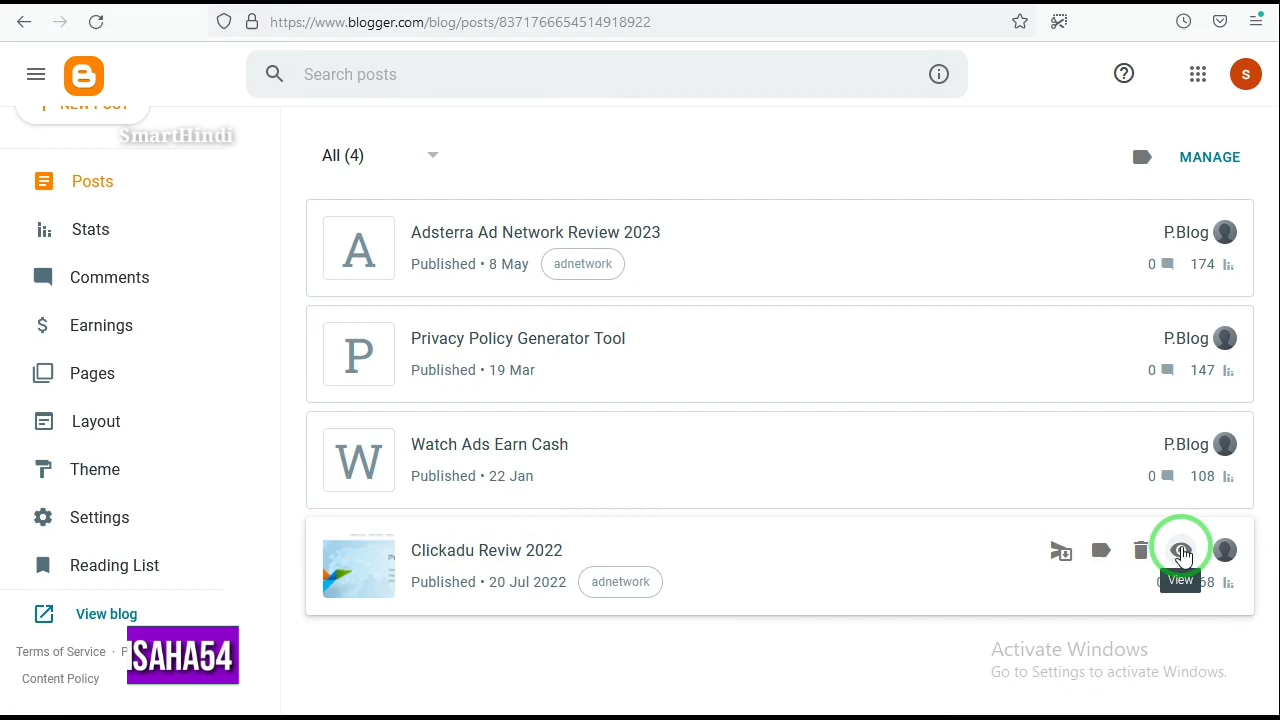 https://www.blogger.com/blog/posts/8371766654514918922
Search posts
S
NEW POST
SmartHindi
Posts
Stats
Comments
Earnings
Pages
Layout
Theme
Settings
Reading List
View blog
Terms of Service · P
Content Policy
SAHA54
All (4)
MANAGE
A
Adsterra Ad Network Review 2023
Published • 8 May
adnetwork
P.Blog
0
174
P
Privacy Policy Generator Tool
Published • 19 Mar
P.Blog
0
147
W
Watch Ads Earn Cash
Published • 22 Jan
P.Blog
0
108
Clickadu Reviw 2022
Published • 20 Jul 2022
adnetwork
View
68
Activate Windows
Go to Settings to activate Windows.